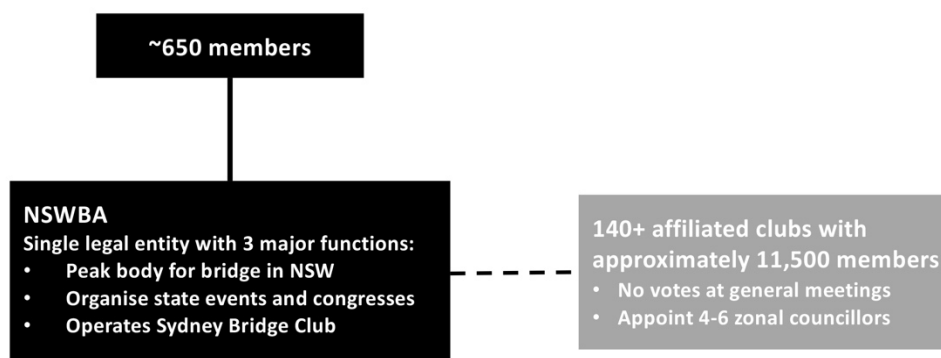 ~650 members
NSWBA
Single legal entity with 3 major functions:
• Peak body for bridge in NSW
• Organise state events and congresses
• Operates Sydney Bridge Club
140+ affiliated clubs with
approximately 11,500 members
• No votes at general meetings
• Appoint 4-6 zonal councillors